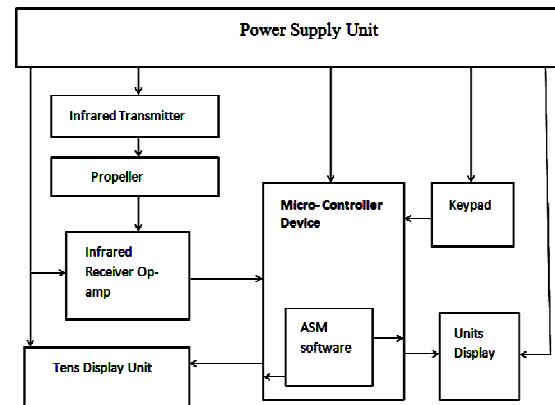 Power Supply Unit
Infrared Transmitter
Propeller
Micro- Controller
Device
Keypad
Infrared
Receiver Op-
amp
ASM
software
Units
Display
Tens Display Unit